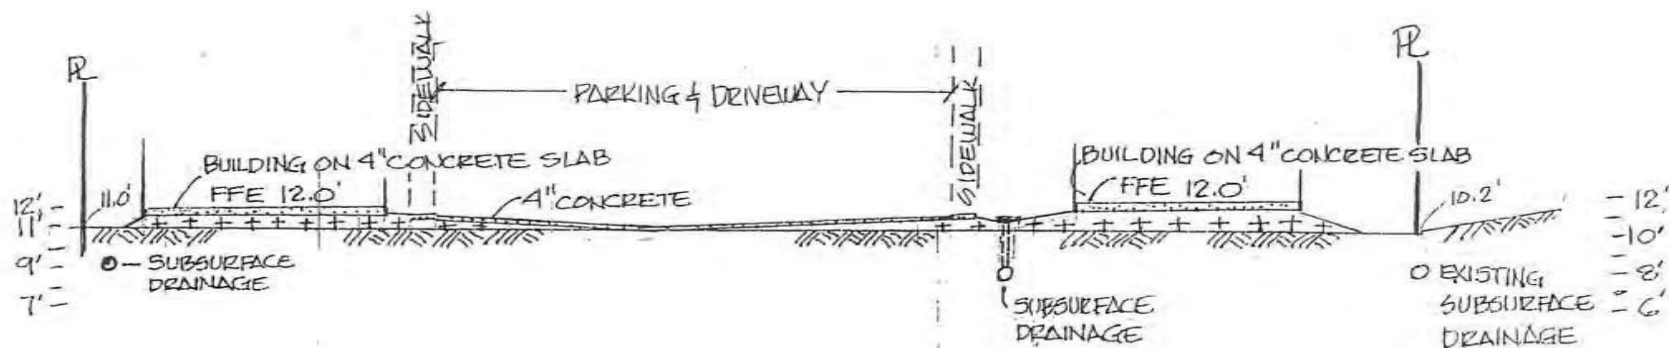 PL
SIDEWALK
PARKING & DRIVEWAY
SIDEWALK
PL
BUILDING ON 4" CONCRETE SLAB
FFE 12.0'
4" CONCRETE
BUILDING ON 4" CONCRETE SLAB
FFE 12.0'
12'
11'
9'
7'
11.0'
10.2'
12'
10'
8'
6'
SUBSURFACE
DRAINAGE
SUBSURFACE
DRAINAGE
EXISTING
SUBSURFACE
DRAINAGE